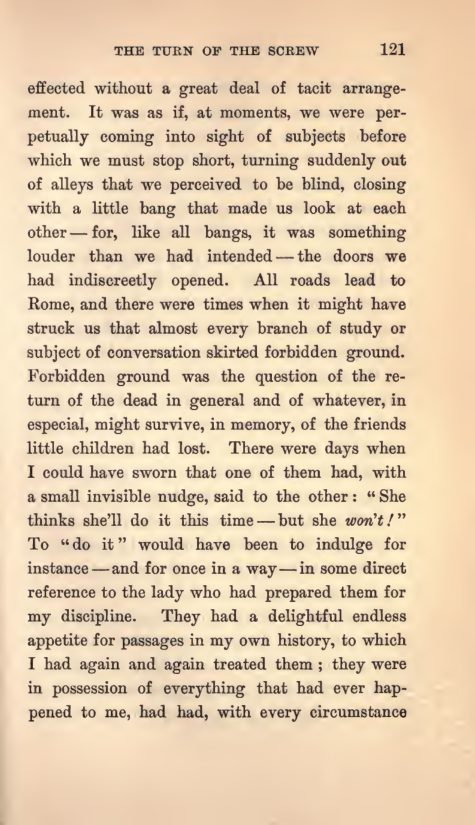 THE TURN OF THE SCREW 121
effected without a great deal of tacit arrange-
ment. It was as if, at moments, we were per-
petually coming into sight of subjects before
which we must stop short, turning suddenly out
of alleys that we perceived to be blind, closing
with a little bang that made us look at each
other — for, like all bangs, it was something
louder than we had intended — the doors we
had indiscreetly opened. All roads lead to
Rome, and there were times when it might have
struck us that almost every branch of study or
subject of conversation skirted forbidden ground.
Forbidden ground was the question of the re-
turn of the dead in general and of whatever, in
especial, might survive, in memory, of the friends
little children had lost. There were days when
I could have sworn that one of them had, with
a small invisible nudge, said to the other: “She
thinks she'll do it this time — but she won't!”
To “do it” would have been to indulge for
instance — and for once in a way — in some direct
reference to the lady who had prepared them for
my discipline. They had a delightful endless
appetite for passages in my own history, to which
I had again and again treated them; they were
in possession of everything that had ever hap-
pened to me, had had, with every circumstance